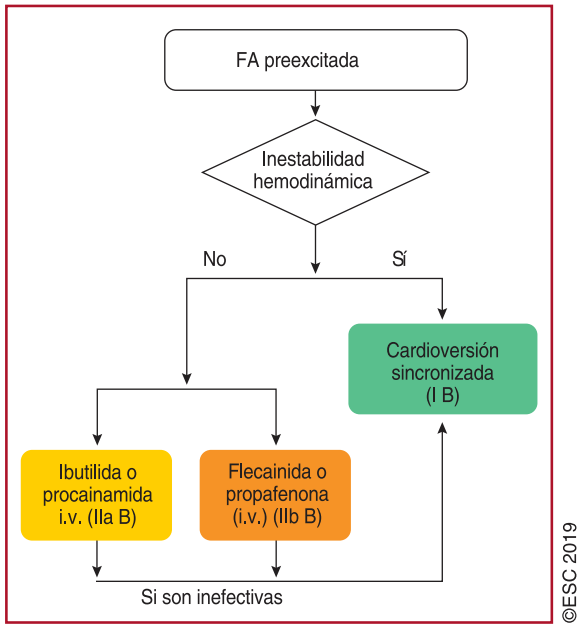 FA preexcitada
Inestabilidad
hemodinámica
No
Sí
Cardioversión
sincronizada
(I B)
Ibutilida o
procainamida
i.v. (IIa B)
Flecainida o
propafenona
(i.v.) (IIb B)
Si son inefectivas
©ESC 2019